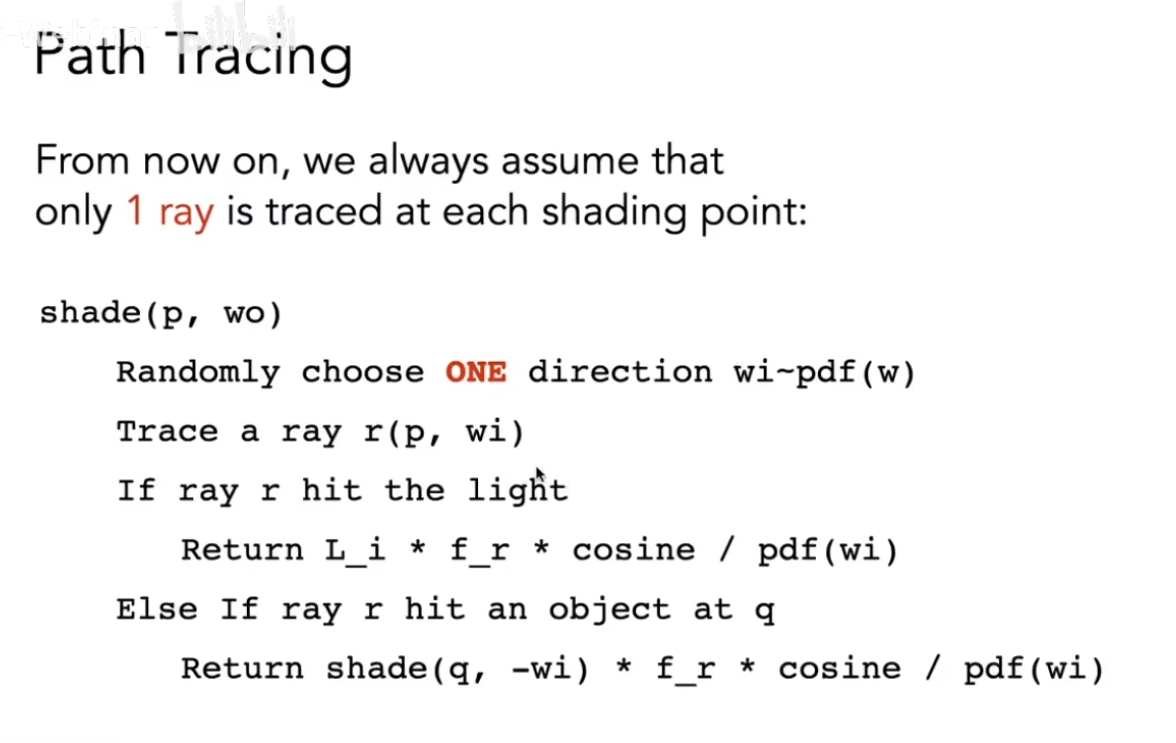 Path Tracing
From now on, we always assume that
only 1 ray is traced at each shading point:
shade(p, wo)
Randomly choose ONE direction wi~pdf(w)
Trace a ray r(p, wi)
If ray r hit the light
Return L_i * f_r * cosine / pdf(wi)
Else If ray r hit an object at q
Return shade(q, -wi) * f_r * cosine / pdf(wi)